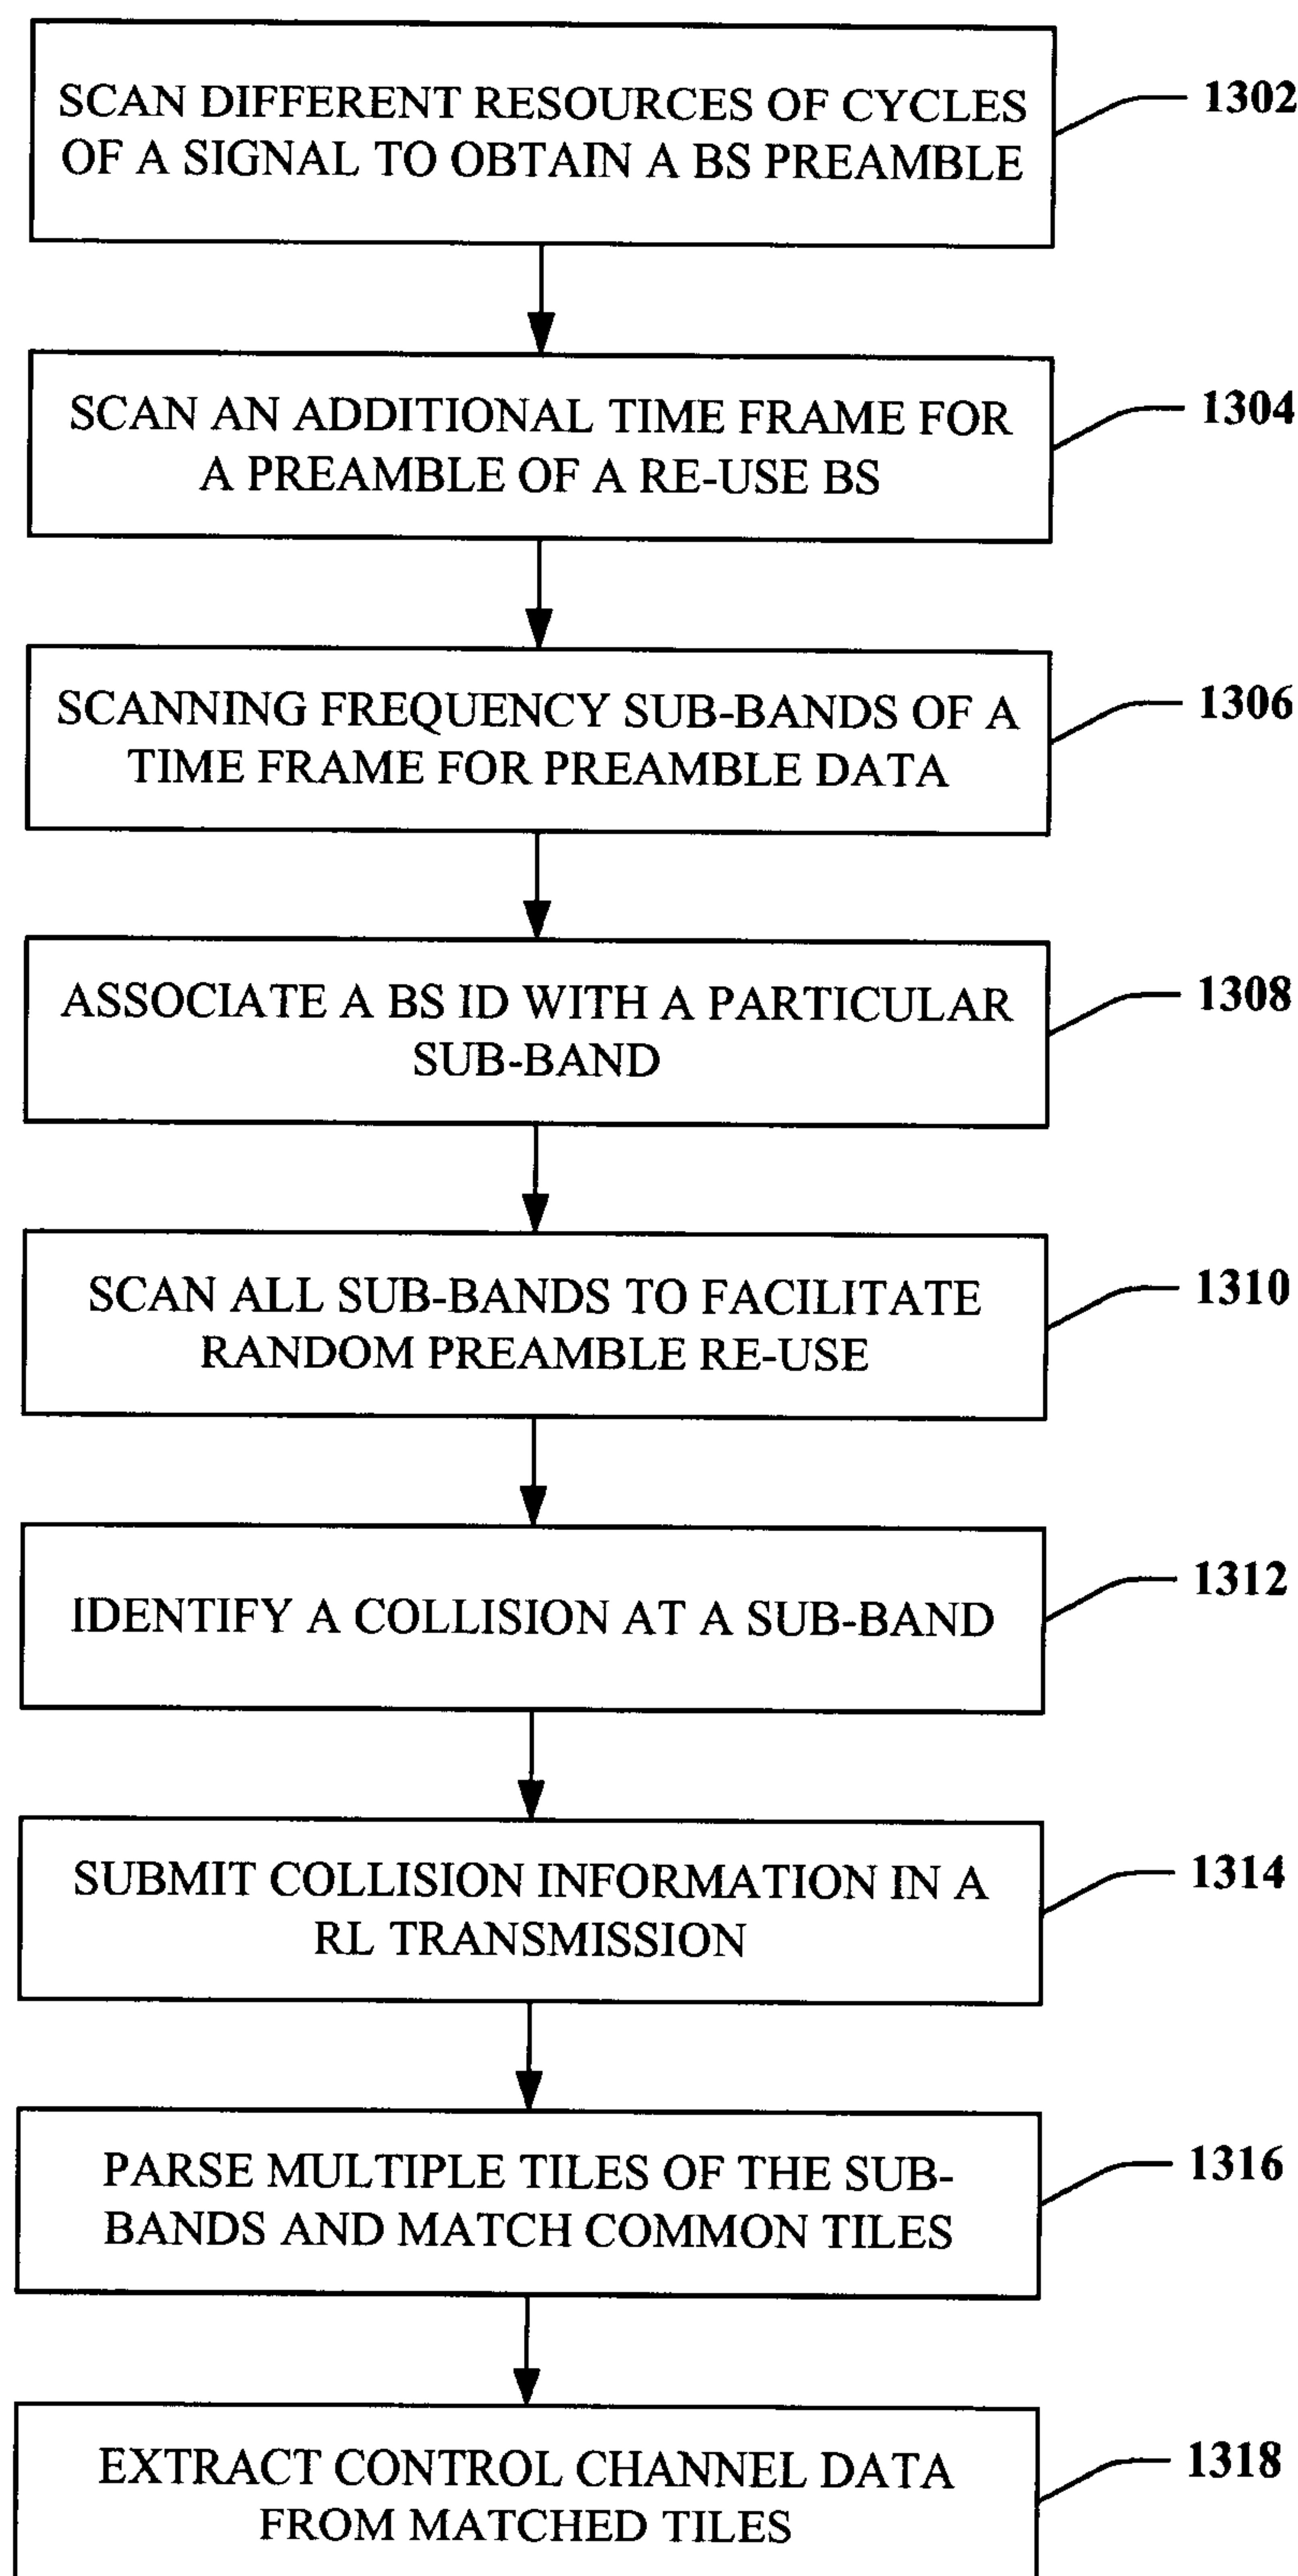 SCAN DIFFERENT RESOURCES OF CYCLES
OF A SIGNAL TO OBTAIN A BS PREAMBLE
1302
SCAN AN ADDITIONAL TIME FRAME FOR
A PREAMBLE OF A RE-USE BS
1304
SCANNING FREQUENCY SUB-BANDS OF A
TIME FRAME FOR PREAMBLE DATA
1306
ASSOCIATE A BS ID WITH A PARTICULAR
SUB-BAND
1308
SCAN ALL SUB-BANDS TO FACILITATE
RANDOM PREAMBLE RE-USE
1310
IDENTIFY A COLLISION AT A SUB-BAND
1312
SUBMIT COLLISION INFORMATION IN A
RL TRANSMISSION
1314
PARSE MULTIPLE TILES OF THE SUB-
BANDS AND MATCH COMMON TILES
1316
EXTRACT CONTROL CHANNEL DATA
FROM MATCHED TILES
1318